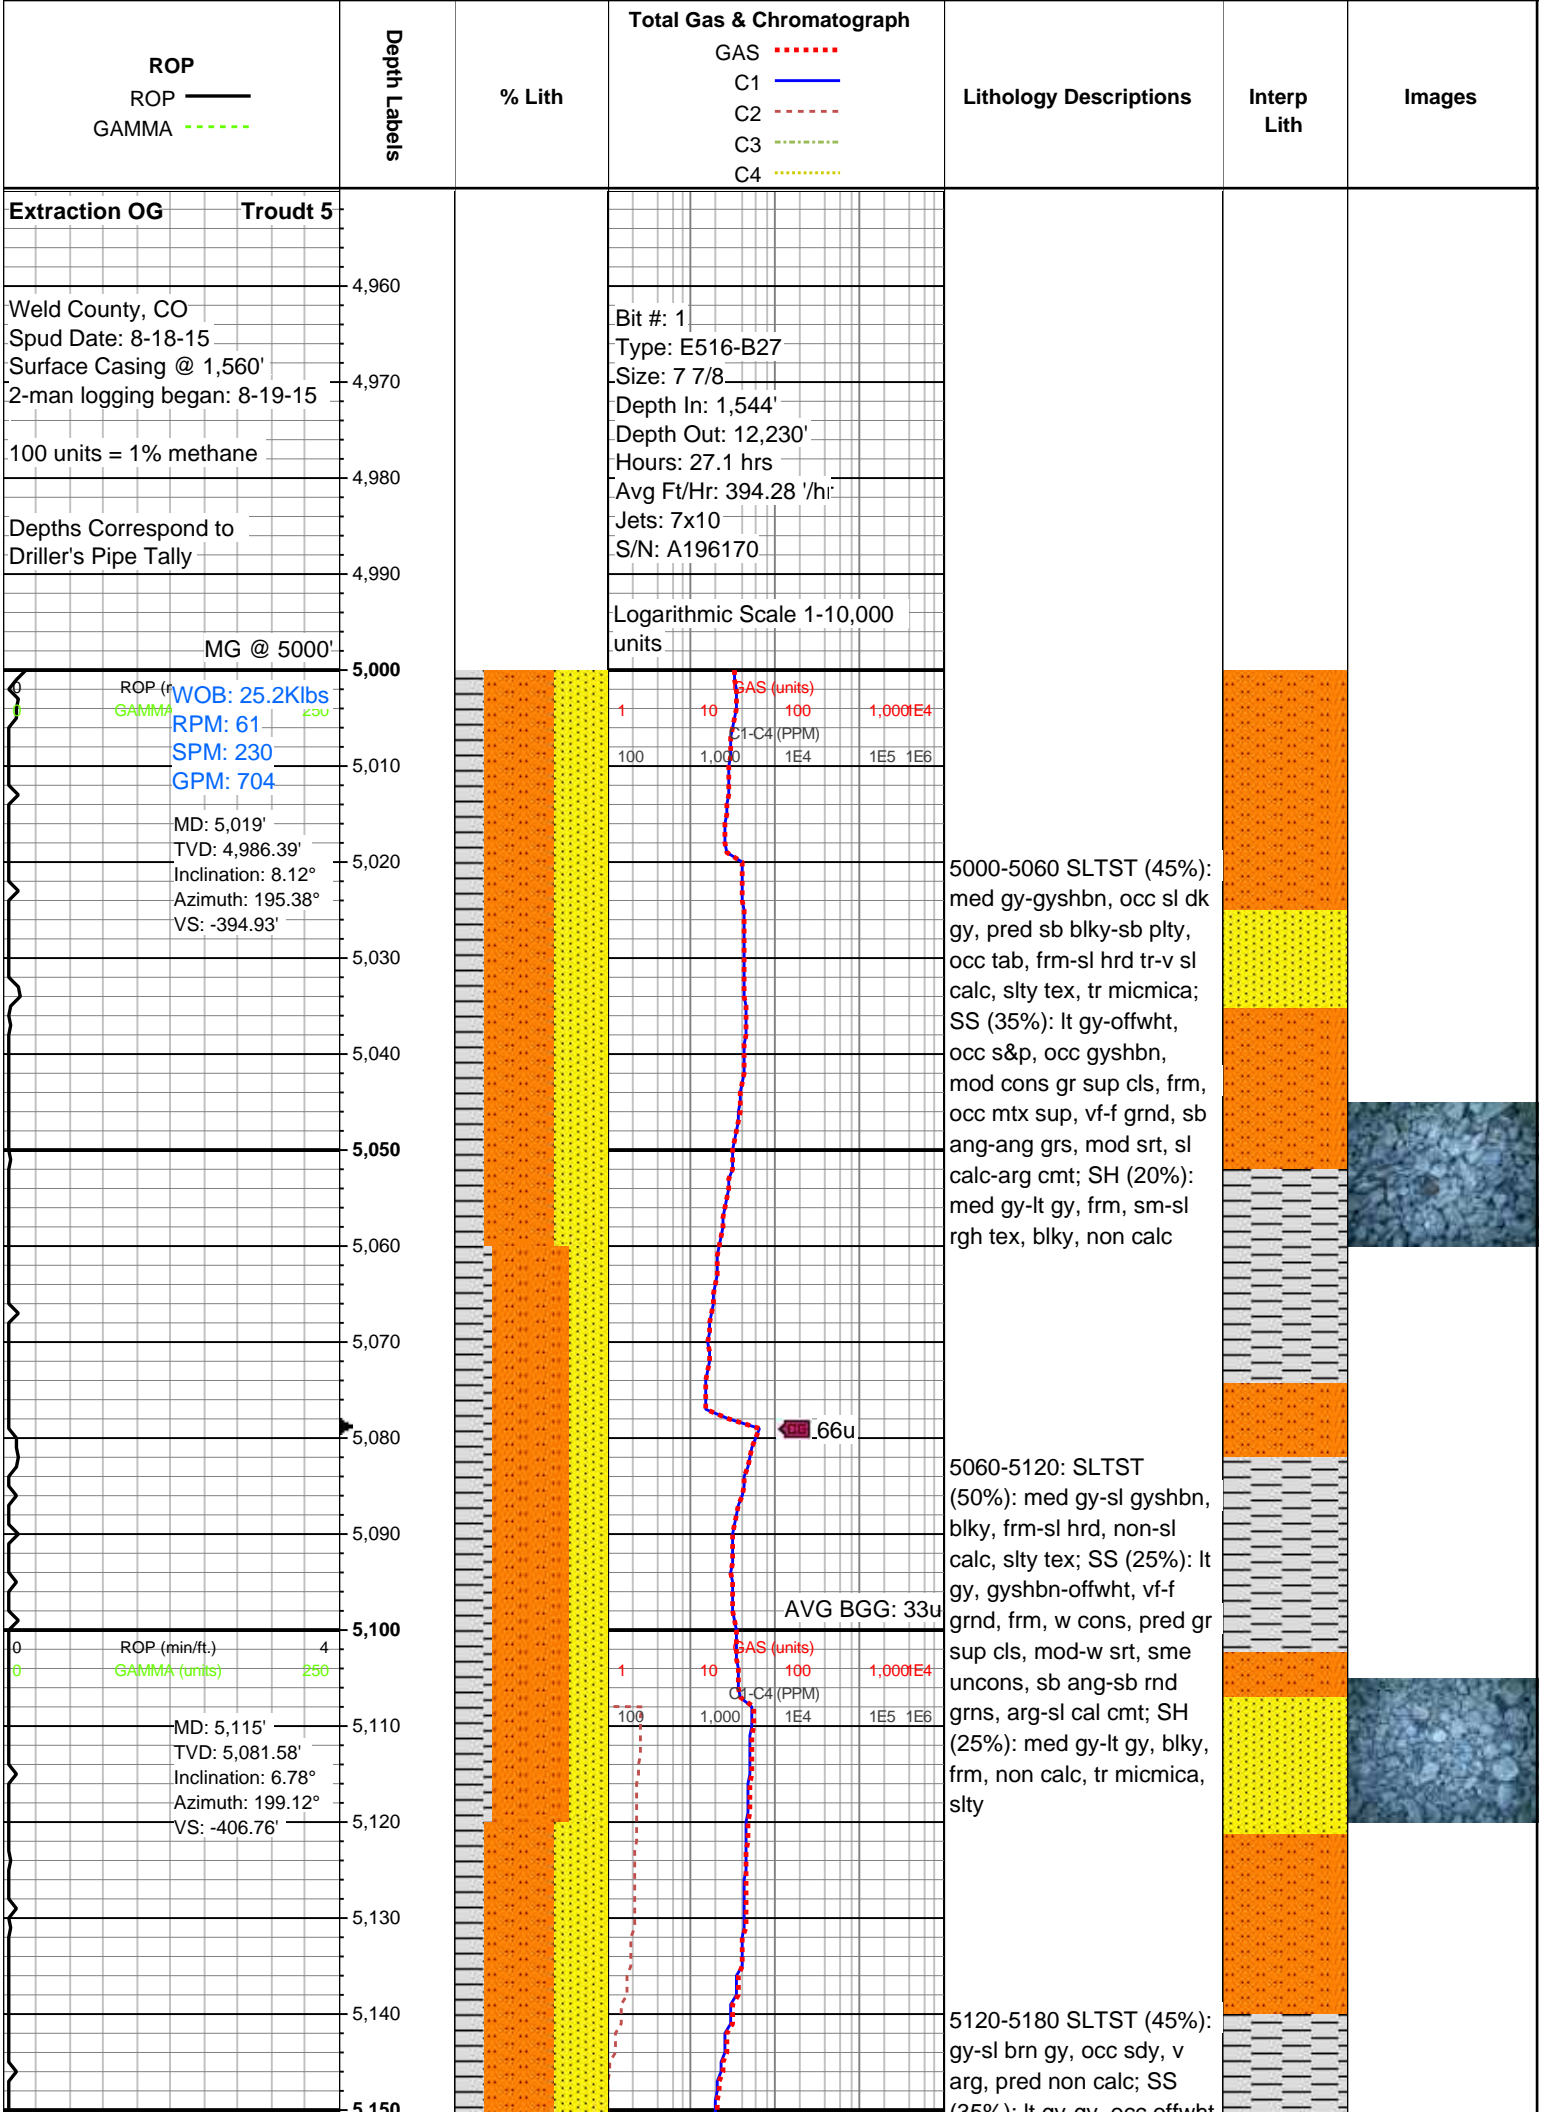 ROP
ROP
GAMMA
Depth Labels
% Lith
Total Gas & Chromatograph
GAS
C1
C2
C3
C4
Lithology Descriptions
Interp
Lith
Images
Extraction OG Troudt 5
Weld County, CO
Spud Date: 8-18-15
Surface Casing @ 1,560'
2-man logging began: 8-19-15
100 units = 1% methane
Depths Correspond to
Driller's Pipe Tally
MG @ 5000'
4,960
4,970
4,980
4,990
5,000
5,010
5,020
5,030
5,040
5,050
5,060
5,070
5,080
5,090
5,100
5,110
5,120
5,130
5,140
5,150
Bit #: 1
Type: E516-B27
Size: 7 7/8
Depth In: 1,544'
Depth Out: 12,230'
Hours: 27.1 hrs
Avg Ft/Hr: 394.28 '/hr
Jets: 7x10
S/N: A196170
Logarithmic Scale 1-10,000
units
0 ROP
0 GAMMA 250
WOB: 25.2Klbs
RPM: 61
SPM: 230
GPM: 704
MD: 5,019'
TVD: 4,986.39'
Inclination: 8.12°
Azimuth: 195.38°
VS: -394.93'
GAS (units)
1 10 100 1,000 1E4
C1-C4 (PPM)
100 1,000 1E4 1E5 1E6
5000-5060 SLTST (45%):
med gy-gyshbn, occ sl dk
gy, pred sb blky-sb plty,
occ tab, frm-sl hrd tr-v sl
calc, slty tex, tr micmica;
SS (35%): lt gy-offwht,
occ s&p, occ gyshbn,
mod cons gr sup cls, frm,
occ mtx sup, vf-f grnd, sb
ang-ang grs, mod srt, sl
calc-arg cmt; SH (20%):
med gy-lt gy, frm, sm-sl
rgh tex, blky, non calc
OG 66u
AVG BGG: 33u
5060-5120: SLTST
(50%): med gy-sl gyshbn,
blky, frm-sl hrd, non-sl
calc, slty tex; SS (25%): lt
gy, gyshbn-offwht, vf-f
grnd, frm, w cons, pred gr
sup cls, mod-w srt, sme
uncons, sb ang-sb rnd
grns, arg-sl cal cmt; SH
(25%): med gy-lt gy, blky,
frm, non calc, tr micmica,
slty
0 ROP (min/ft.) 4
0 GAMMA (units) 250
MD: 5,115'
TVD: 5,081.58'
Inclination: 6.78°
Azimuth: 199.12°
VS: -406.76'
GAS (units)
1 10 100 1,000 1E4
C1-C4 (PPM)
100 1,000 1E4 1E5 1E6
5120-5180 SLTST (45%):
gy-sl brn gy, occ sdy, v
arg, pred non calc; SS
(35%): lt gy-gy, occ offwht